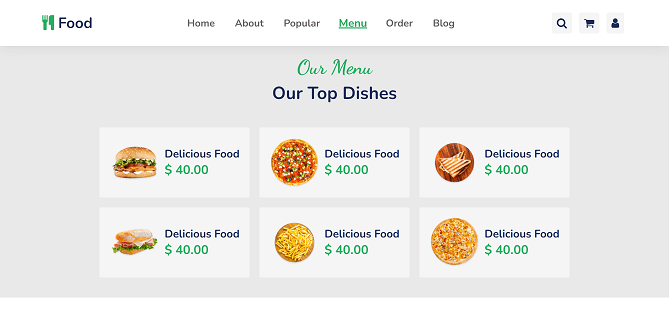 Food
Home About Popular Menu Order Blog
Our Menu
Our Top Dishes
Delicious Food
$ 40.00
Delicious Food
$ 40.00
Delicious Food
$ 40.00
Delicious Food
$ 40.00
Delicious Food
$ 40.00
Delicious Food
$ 40.00